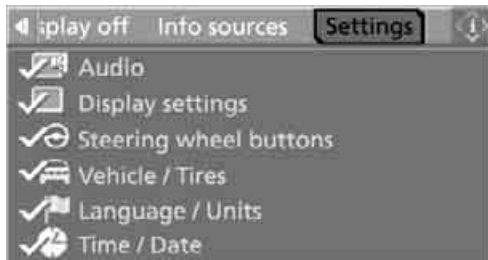 splay off Info sources Settings
Audio
Display settings
Steering wheel buttons
Vehicle / Tires
Language / Units
Time / Date